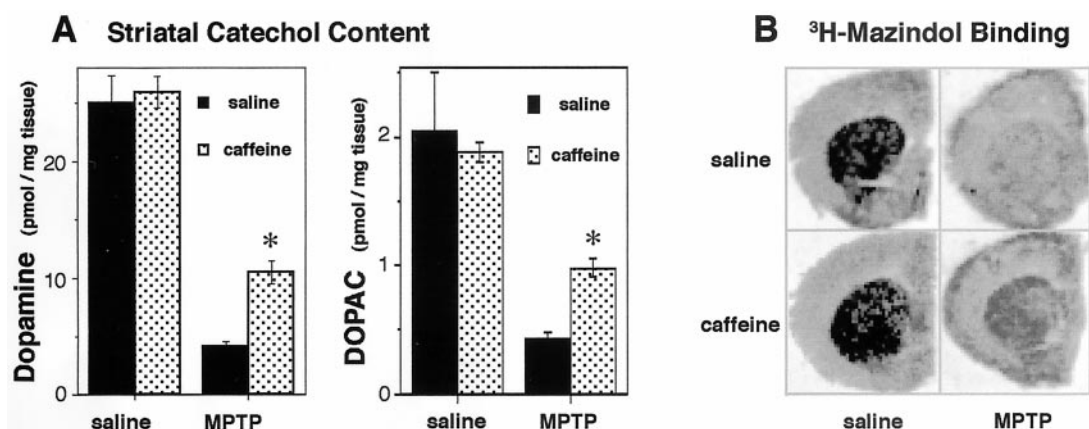 A Striatal Catechol Content
Dopamine (pmol / mg tissue)
20
10
0
saline
caffeine
*
saline MPTP
DOPAC (pmol / mg tissue)
2
1
0
saline
caffeine
*
saline MPTP
B ³H-Mazindol Binding
saline
caffeine
saline MPTP